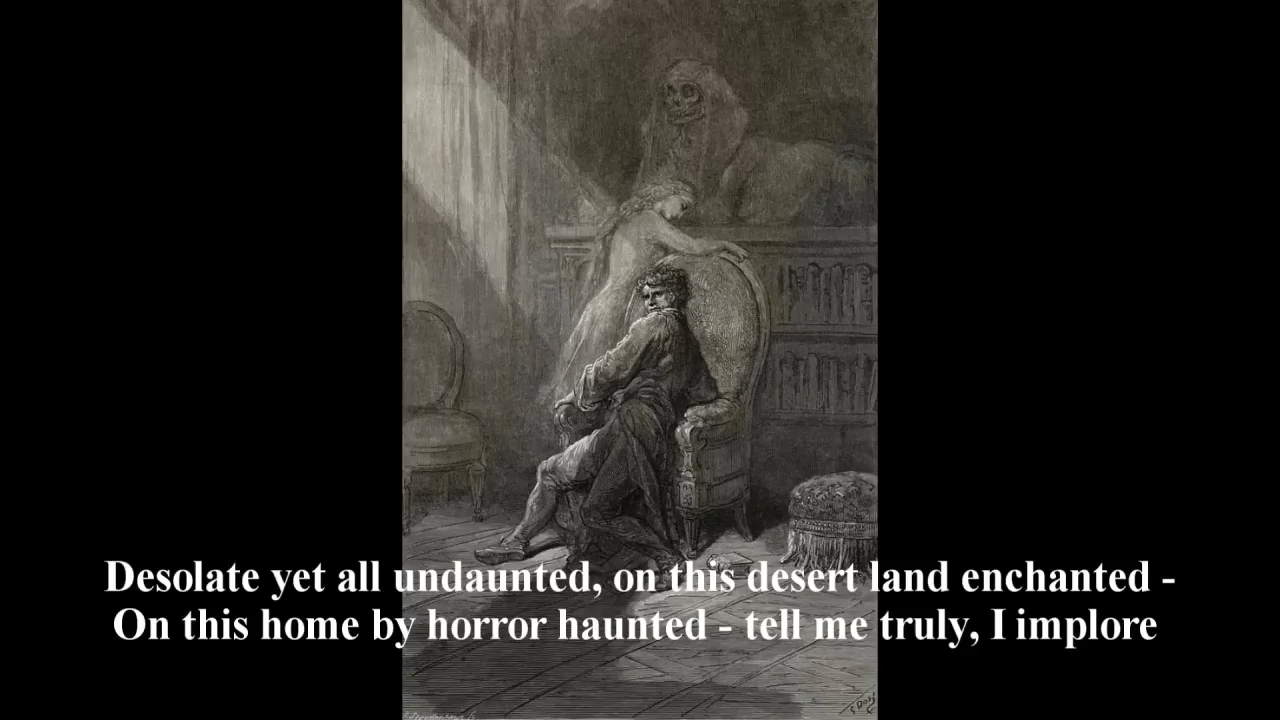 Desolate yet all undaunted, on this desert land enchanted -
On this home by horror haunted - tell me truly, I implore